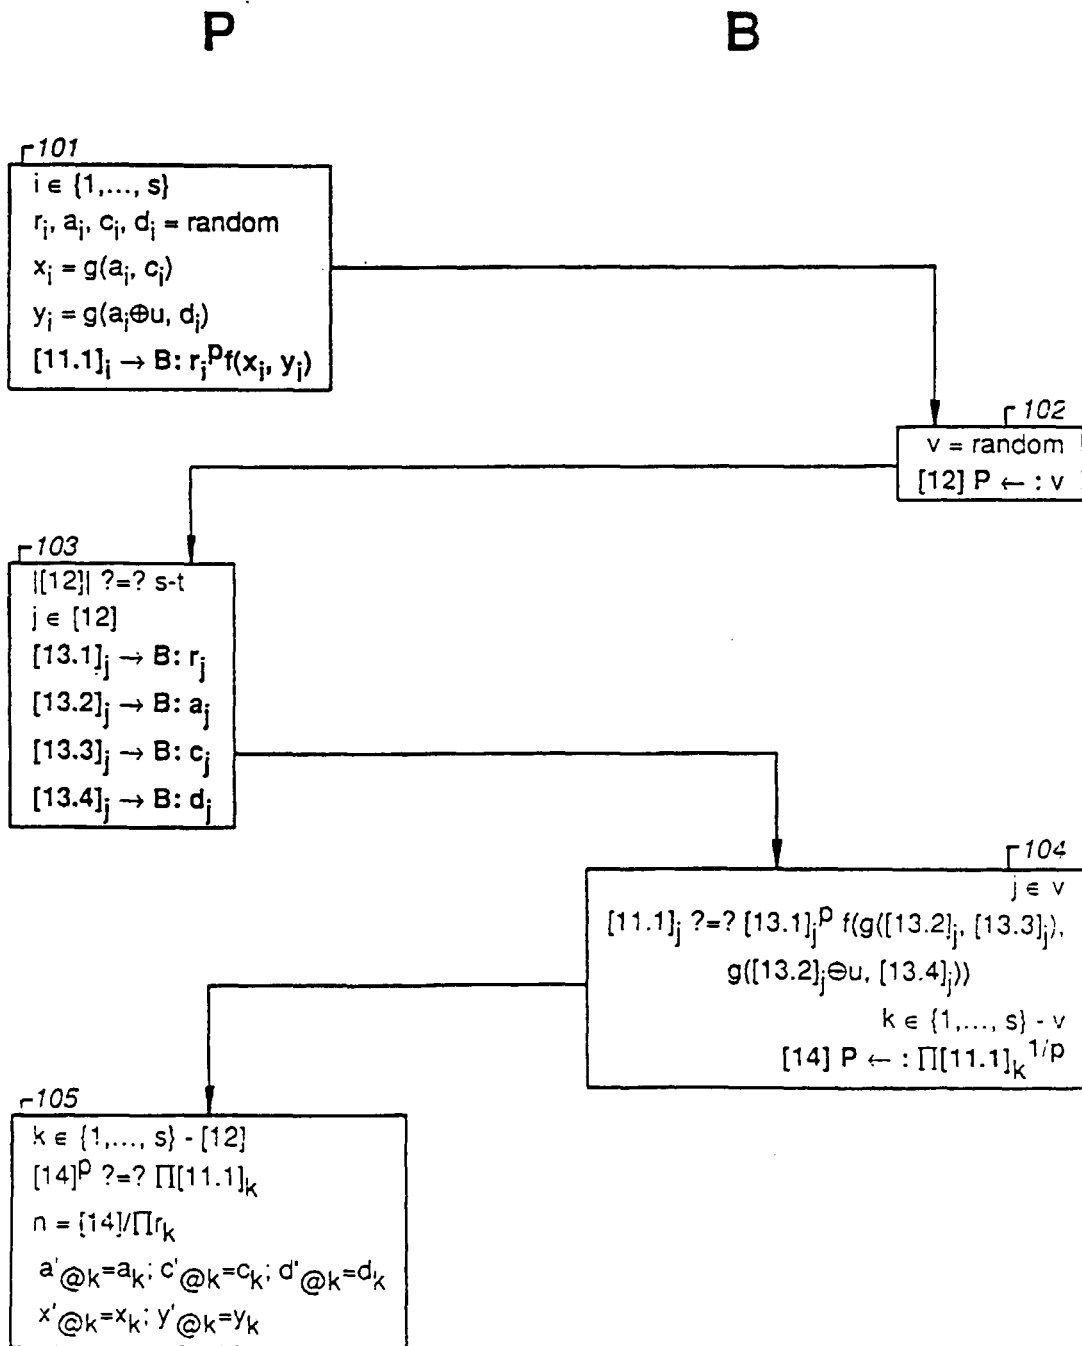 P B
101
i ∈ {1,..., s}
r_i, a_i, c_i, d_i = random
x_i = g(a_i, c_i)
y_i = g(a_i⊕u, d_i)
[11.1]_i → B: r_i^p f(x_i, y_i)
102
v = random
[12] P ← : v
103
|[12]| ?=? s-t
j ∈ [12]
[13.1]_j → B: r_j
[13.2]_j → B: a_j
[13.3]_j → B: c_j
[13.4]_j → B: d_j
104
j ∈ v
[11.1]_j ?=? [13.1]_j^p f(g([13.2]_j, [13.3]_j),
g([13.2]_j⊖u, [13.4]_j))
k ∈ {1,..., s} - v
[14] P ← : ∏[11.1]_k^1/p
105
k ∈ {1,..., s} - [12]
[14]^p ?=? ∏[11.1]_k
n = [14]/∏r_k
a'@k=a_k; c'@k=c_k; d'@k=d_k
x'@k=x_k; y'@k=y_k